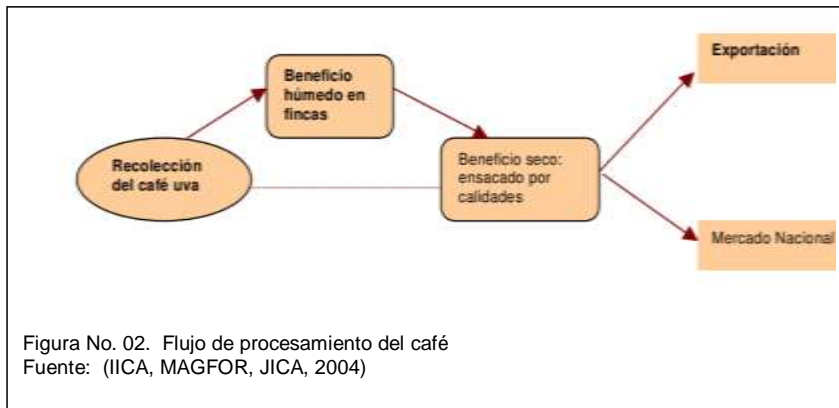 Recolección
del café uva
Beneficio
húmedo en
fincas
Beneficio seco:
ensacado por
calidades
Exportación
Mercado Nacional
Figura No. 02. Flujo de procesamiento del café
Fuente: (IICA, MAGFOR, JICA, 2004)